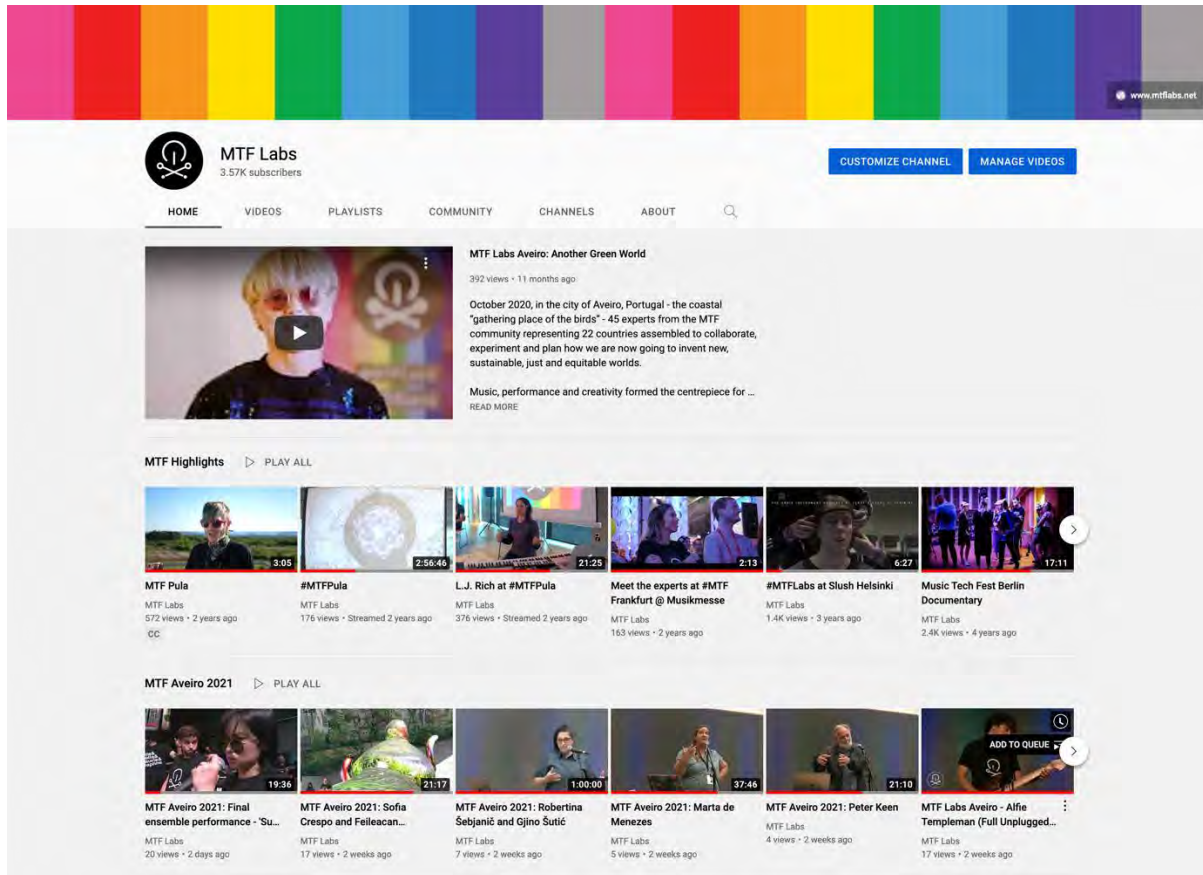 www.mtflabs.net
MTF Labs
3.57K subscribers
CUSTOMIZE CHANNEL
MANAGE VIDEOS
HOME
VIDEOS
PLAYLISTS
COMMUNITY
CHANNELS
ABOUT
MTF Labs Aveiro: Another Green World
392 views • 11 months ago
October 2020, in the city of Aveiro, Portugal - the coastal
"gathering place of the birds" - 45 experts from the MTF
community representing 22 countries assembled to collaborate,
experiment and plan how we are now going to invent new,
sustainable, just and equitable worlds.
Music, performance and creativity formed the centrepiece for ...
READ MORE
MTF Highlights
PLAY ALL
3:05
MTF Pula
MTF Labs
572 views • 2 years ago
CC
2:56:46
#MTFPula
MTF Labs
176 views • Streamed 2 years ago
21:25
L.J. Rich at #MTFPula
MTF Labs
376 views • Streamed 2 years ago
2:13
Meet the experts at #MTF
Frankfurt @ Musikmesse
MTF Labs
163 views • 2 years ago
6:27
#MTFLabs at Slush Helsinki
MTF Labs
1.4K views • 3 years ago
17:11
Music Tech Fest Berlin
Documentary
MTF Labs
2.4K views • 4 years ago
MTF Aveiro 2021
PLAY ALL
19:36
MTF Aveiro 2021: Final
ensemble performance - 'Su...
MTF Labs
20 views • 2 days ago
21:17
MTF Aveiro 2021: Sofia
Crespo and Feileacan...
MTF Labs
17 views • 2 weeks ago
1:00:00
MTF Aveiro 2021: Robertina
Šebjanič and Gjino Šutić
MTF Labs
7 views • 2 weeks ago
37:46
MTF Aveiro 2021: Marta de
Menezes
MTF Labs
5 views • 2 weeks ago
21:10
MTF Aveiro 2021: Peter Keen
MTF Labs
4 views • 2 weeks ago
ADD TO QUEUE
MTF Labs Aveiro - Alfie
Templeman (Full Unplugged...
MTF Labs
17 views • 2 weeks ago